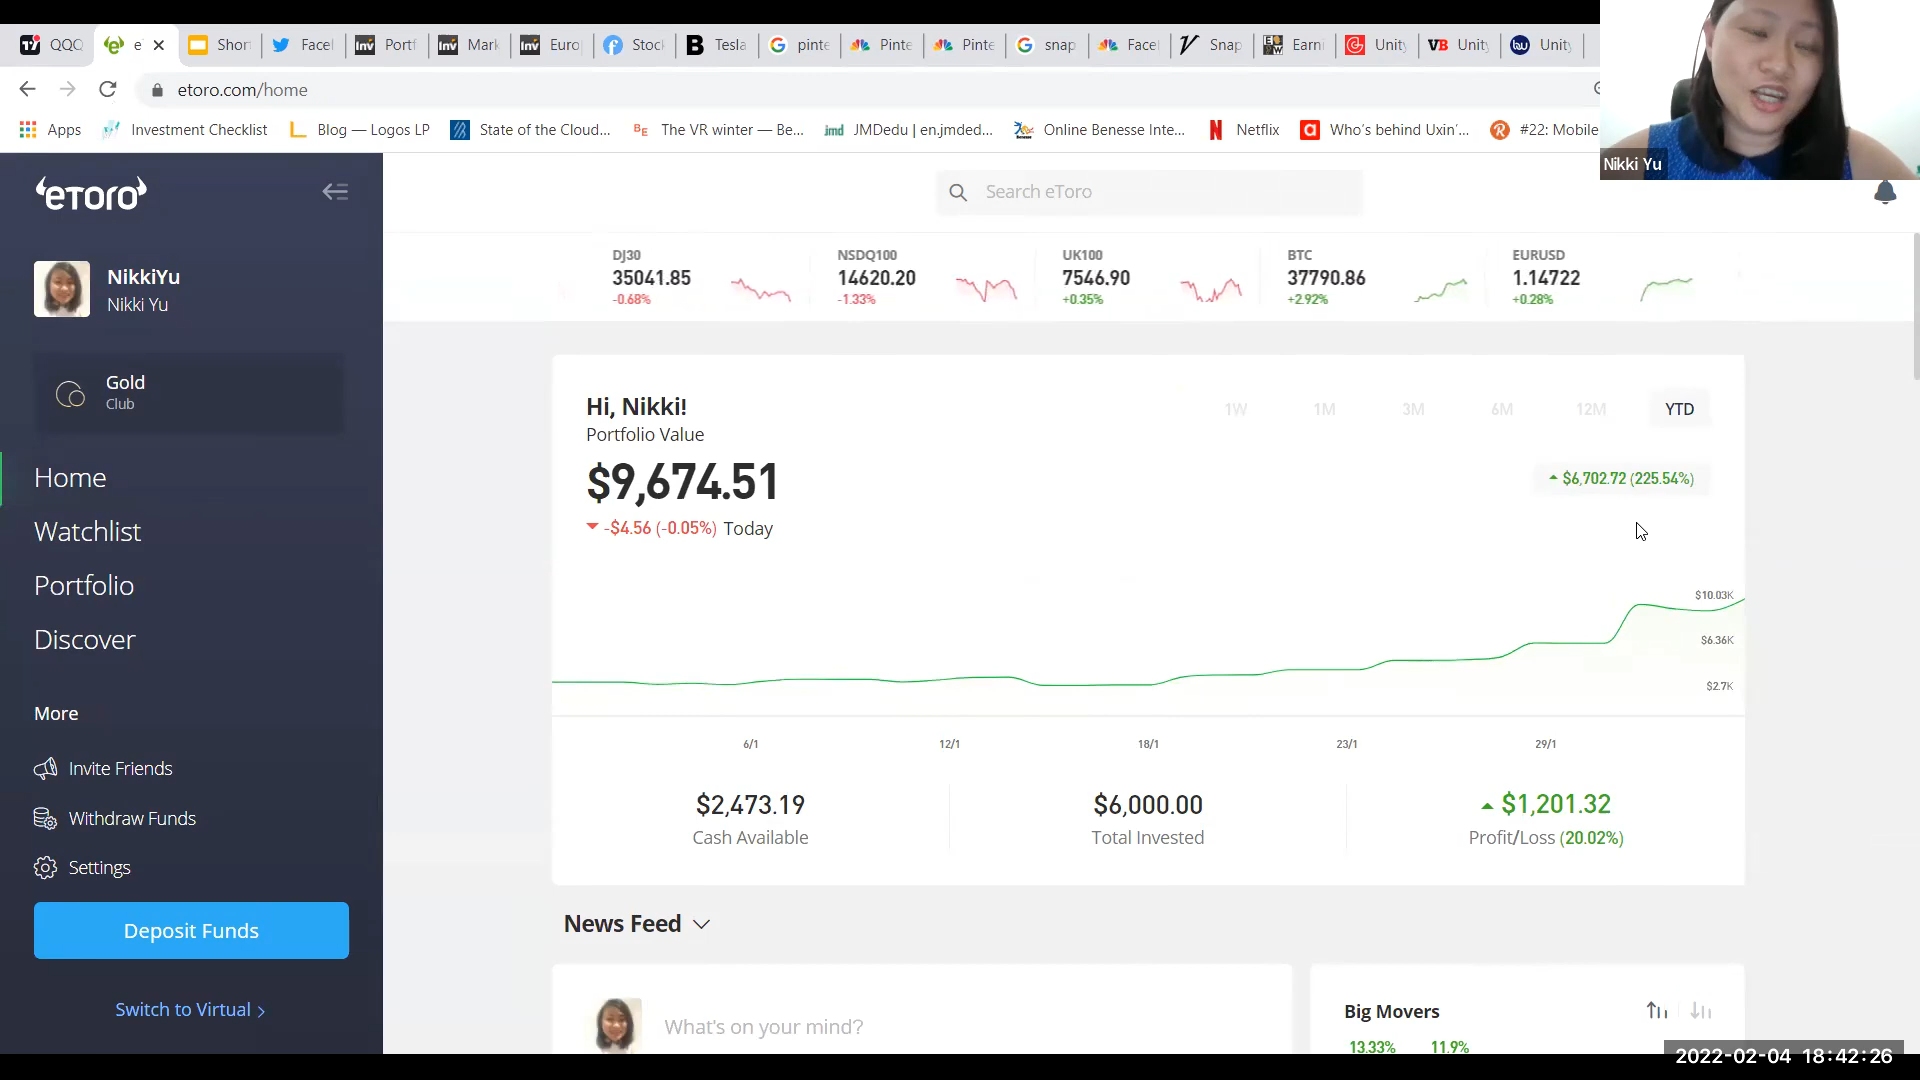 QQQ
e
Shor
Facel
Portf
Mark
Euro
Stoc
Tesla
pinte
Pinte
Pinte
snap
Facel
Snap
Earni
Unity
Unity
Unity
etoro.com/home
Apps
Investment Checklist
Blog — Logos LP
State of the Cloud...
The VR winter — Be...
JMDedu | en.jmded...
Online Benesse Inte...
Netflix
Who's behind Uxin'...
#22: Mobile
Nikki Yu
eToro
Search eToro
NikkiYu
Nikki Yu
Gold
Club
Home
Watchlist
Portfolio
Discover
More
Invite Friends
Withdraw Funds
Settings
Deposit Funds
Switch to Virtual >
DJ30
35041.85
-0.68%
NSDQ100
14620.20
-1.33%
UK100
7546.90
+0.35%
BTC
37790.86
+2.92%
EURUSD
1.14722
+0.28%
Hi, Nikki!
Portfolio Value
$9,674.51
-$4.56 (-0.05%) Today
1W
1M
3M
6M
12M
YTD
$6,702.72 (225.54%)
$10.03K
$6.36K
$2.7K
6/1
12/1
18/1
23/1
29/1
$2,473.19
Cash Available
$6,000.00
Total Invested
$1,201.32
Profit/Loss (20.02%)
News Feed
What's on your mind?
Big Movers
13.33%
11.9%
2022-02-04 18:42:26